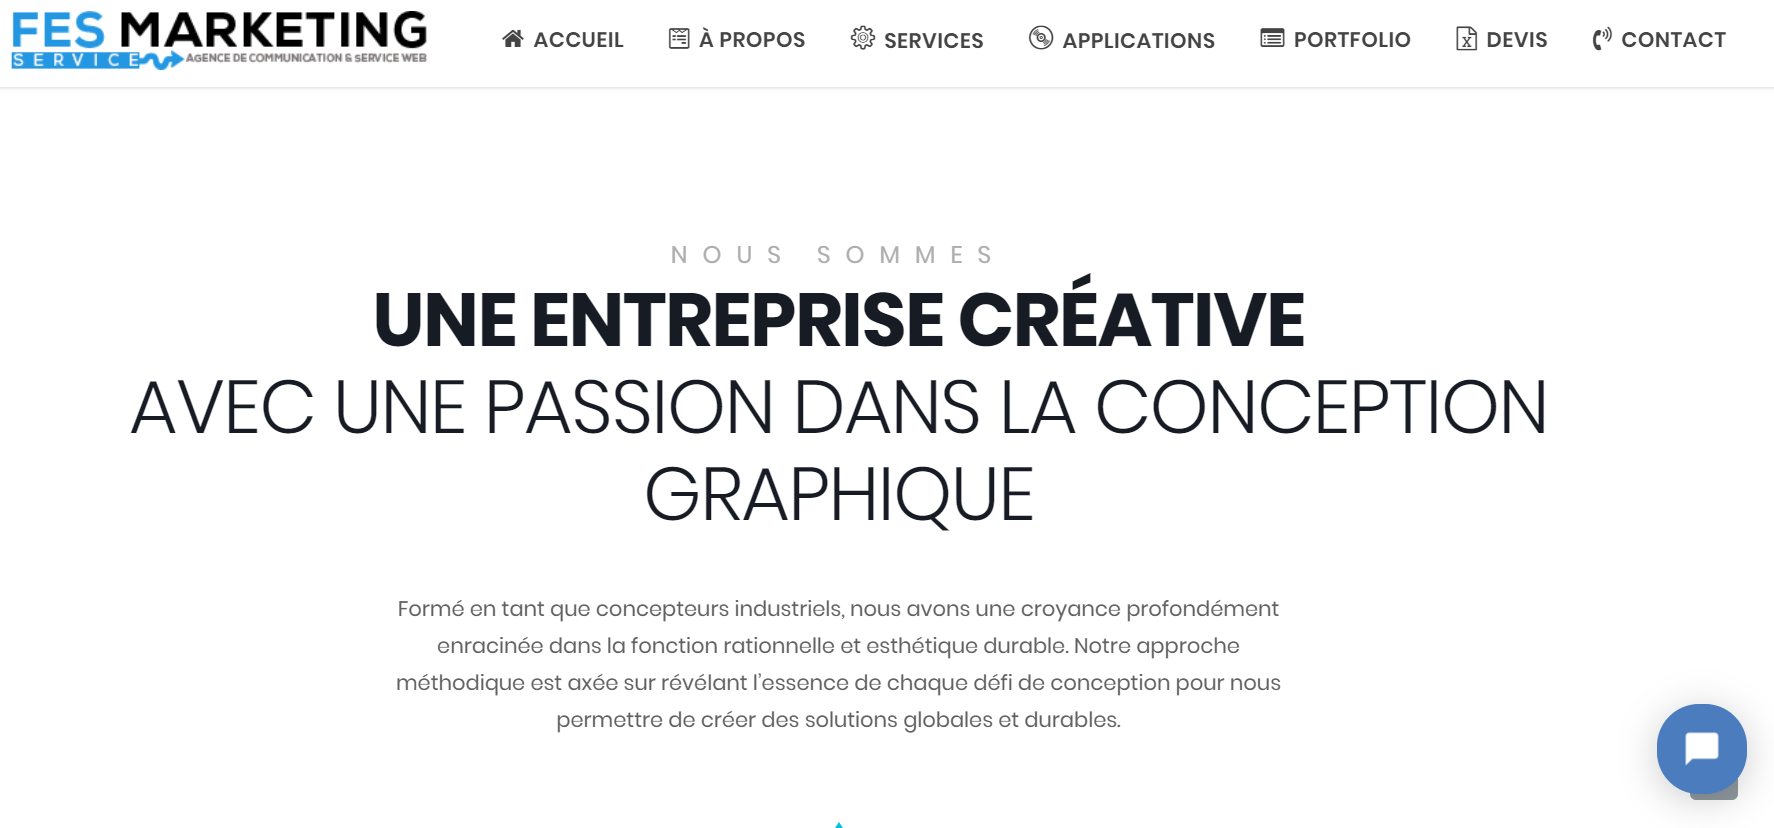 FES MARKETING
SERVICE AGENCE DE COMMUNICATION & SERVICE WEB
ACCUEIL À PROPOS SERVICES APPLICATIONS PORTFOLIO DEVIS CONTACT
NOUS SOMMES
UNE ENTREPRISE CRÉATIVE
AVEC UNE PASSION DANS LA CONCEPTION
GRAPHIQUE
Formé en tant que concepteurs industriels, nous avons une croyance profondément
enracinée dans la fonction rationnelle et esthétique durable. Notre approche
méthodique est axée sur révélant l’essence de chaque défi de conception pour nous
permettre de créer des solutions globales et durables.